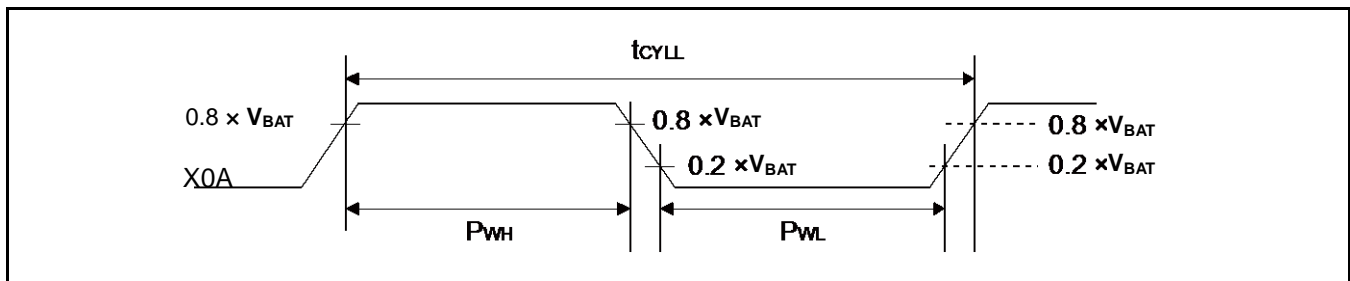 tCYLL
0.8 × VBAT
0.8 ×VBAT
0.8 ×VBAT
X0A
0.2 ×VBAT
0.2 ×VBAT
PWH
PWL